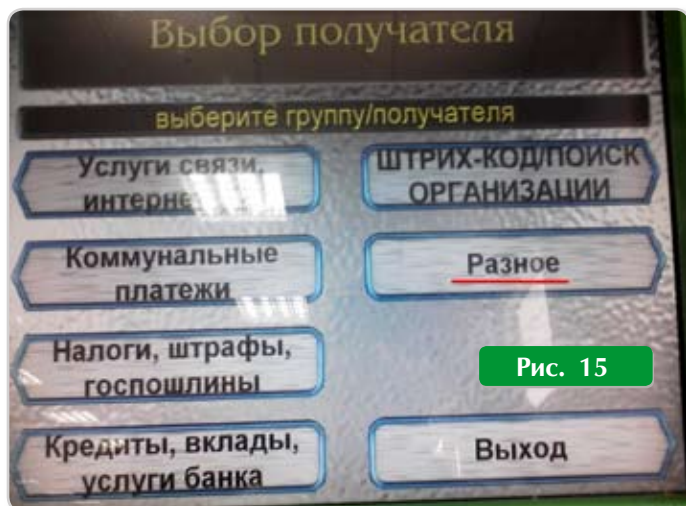 Выбор получателя
выберите группу/получателя
Услуги связи,
интерне
ШТРИХ-КОД/ПОИСК
ОРГАНИЗАЦИИ
Коммунальные
платежи
Разное
Налоги, штрафы,
госпошлины
Рис. 15
Кредиты, вклады,
услуги банка
Выход